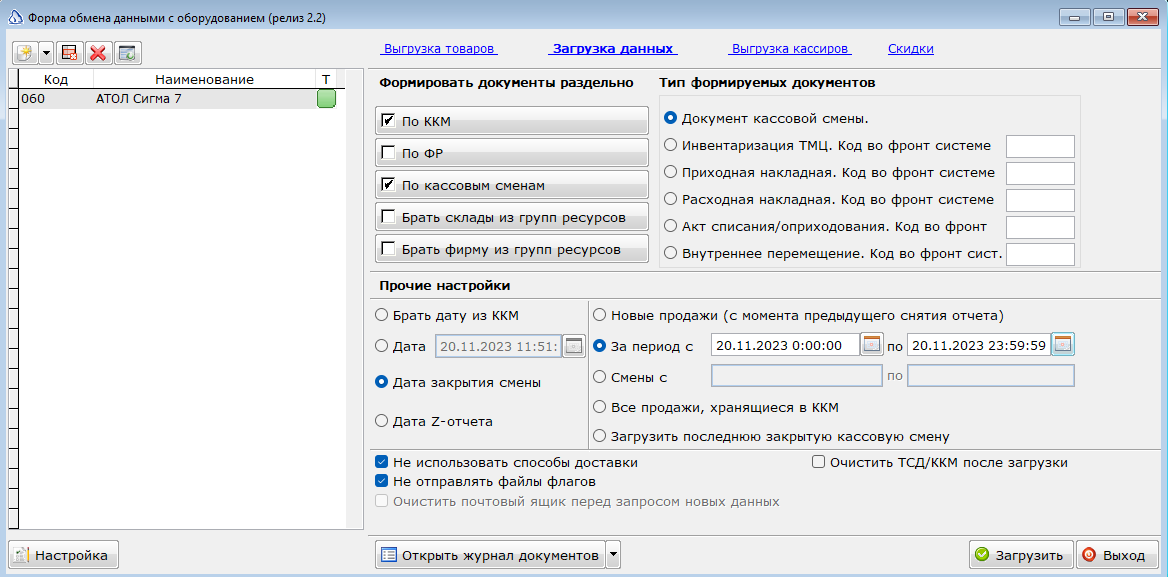 Форма обмена данными с оборудованием (релиз 2.2)
Выгрузка товаров Загрузка данных Выгрузка кассиров Скидки
Код Наименование Т
060 АТОЛ Сигма 7
Формировать документы раздельно
По ККМ
По ФР
По кассовым сменам
Брать склады из групп ресурсов
Брать фирму из групп ресурсов
Тип формируемых документов
Документ кассовой смены.
Инвентаризация ТМЦ. Код во фронт системе
Приходная накладная. Код во фронт системе
Расходная накладная. Код во фронт системе
Акт списания/оприходования. Код во фронт
Внутреннее перемещение. Код во фронт сист.
Прочие настройки
Брать дату из ККМ
Дата 20.11.2023 11:51:
Дата закрытия смены
Дата Z-отчета
Новые продажи (с момента предыдущего снятия отчета)
За период с 20.11.2023 0:00:00 по 20.11.2023 23:59:59
Смены с по
Все продажи, хранящиеся в ККМ
Загрузить последнюю закрытую кассовую смену
Не использовать способы доставки
Очистить ТСД/ККМ после загрузки
Не отправлять файлы флагов
Очистить почтовый ящик перед запросом новых данных
Настройка Открыть журнал документов Загрузить Выход